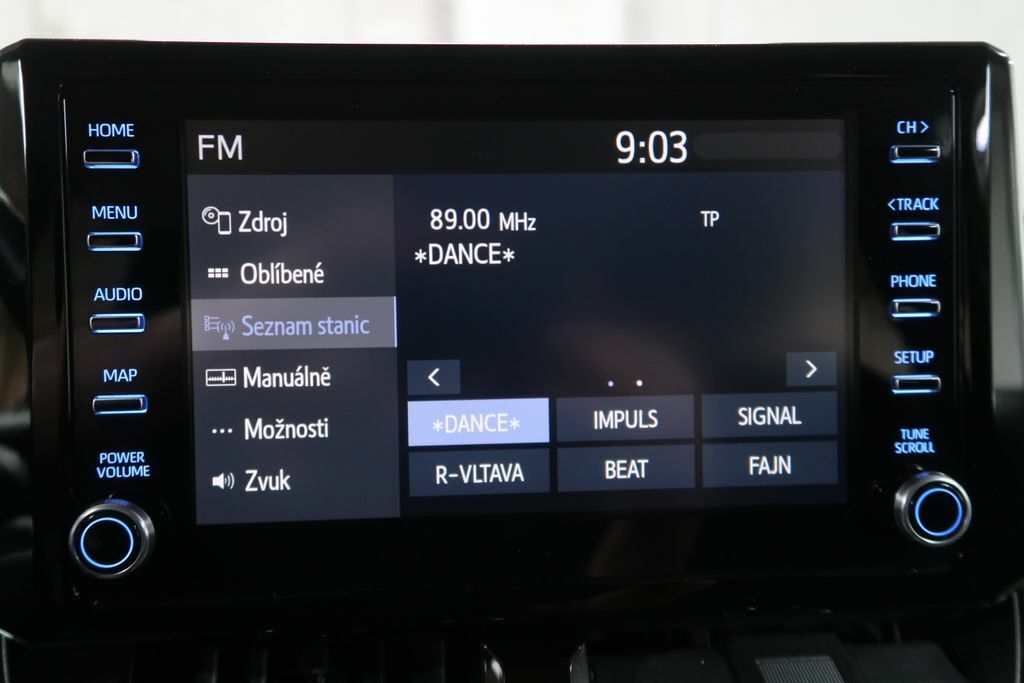 HOME
MENU
AUDIO
MAP
POWER
VOLUME
FM
9:03
Zdroj
Oblíbené
Seznam stanic
Manuálně
Možnosti
Zvuk
89.00 MHz
TP
*DANCE*
< >
*DANCE* IMPULS SIGNAL
R-VLTAVA BEAT FAJN
CH >
< TRACK
PHONE
SETUP
TUNE
SCROLL